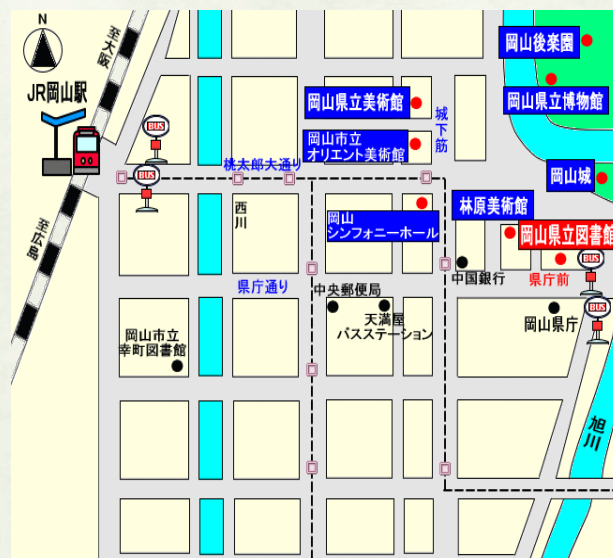 N
至大阪
JR岡山駅
BUS
BUS
至広島
岡山後楽園
岡山県立博物館
岡山県立美術館
城下筋
岡山市立
オリエント美術館
桃太郎大通り
岡山城
西川
岡山
シンフォニーホール
林原美術館
岡山県立図書館
県庁通り
中央郵便局
中国銀行
県庁前
BUS
天満屋
バスステーション
岡山県庁
BUS
岡山市立
幸町図書館
旭川